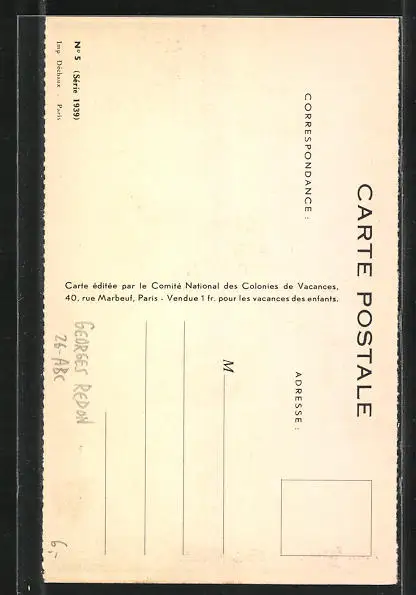 CARTE POSTALE
CORRESPONDANCE :
ADRESSE :
M
Carte éditée par le Comité National des Colonies de Vacances,
40, rue Marbeuf, Paris - Vendue 1 fr. pour les vacances des enfants.
N° 5 (Série 1939)
Imp Déchaux . Paris
GEORGES REDON
26-ABC
6,-